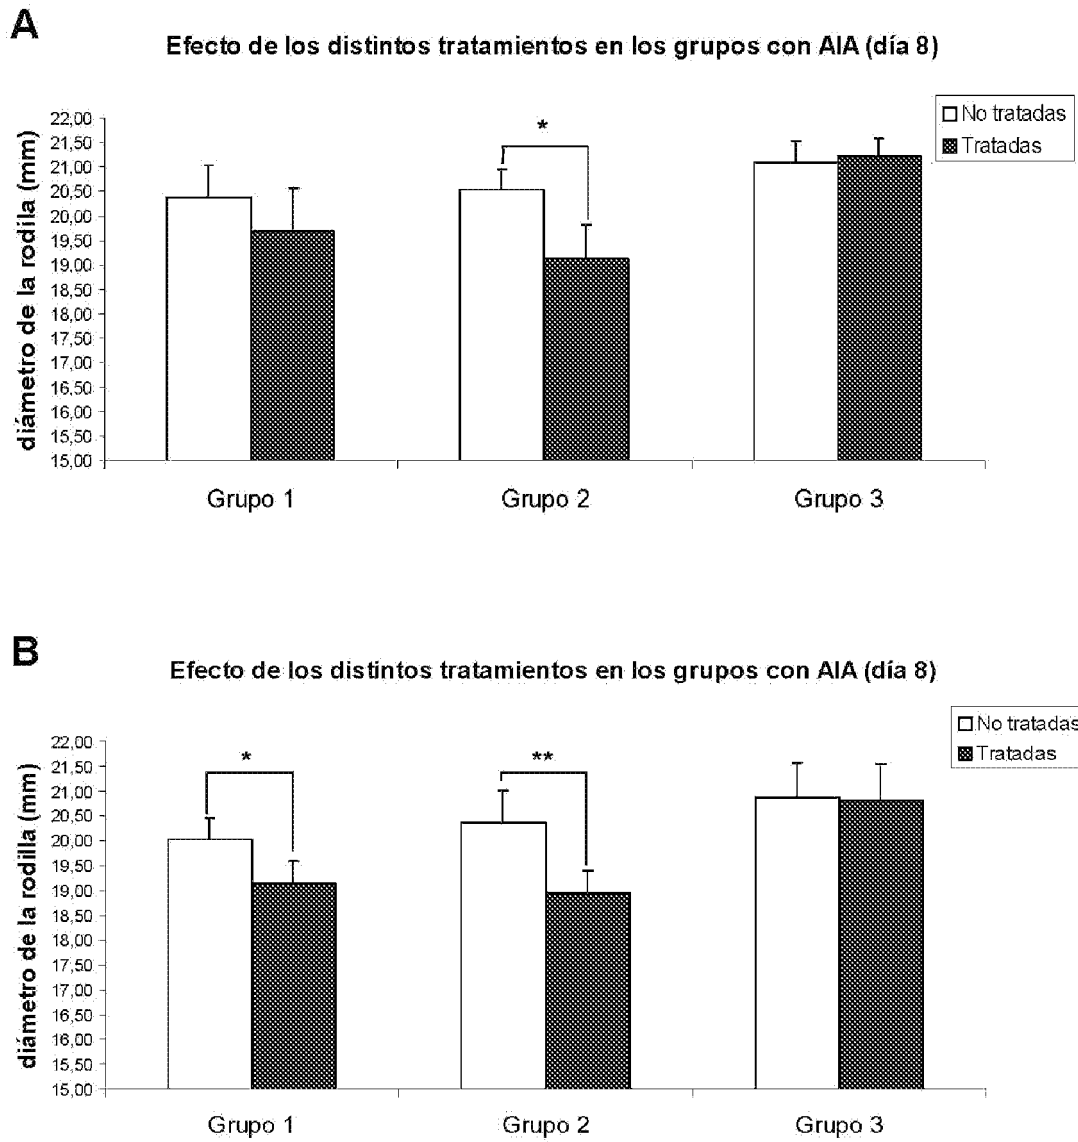 A
Efecto de los distintos tratamientos en los grupos con AIA (día 8)
No tratadas
Tratadas
diámetro de la rodila (mm)
22,00
21,50
21,00
20,50
20,00
19,50
19,00
18,50
18,00
17,50
17,00
16,50
16,00
15,50
15,00
*
Grupo 1
Grupo 2
Grupo 3
B
Efecto de los distintos tratamientos en los grupos con AIA (día 8)
No tratadas
Tratadas
diámetro de la rodilla (mm)
22,00
21,50
21,00
20,50
20,00
19,50
19,00
18,50
18,00
17,50
17,00
16,50
16,00
15,50
15,00
*
**
Grupo 1
Grupo 2
Grupo 3